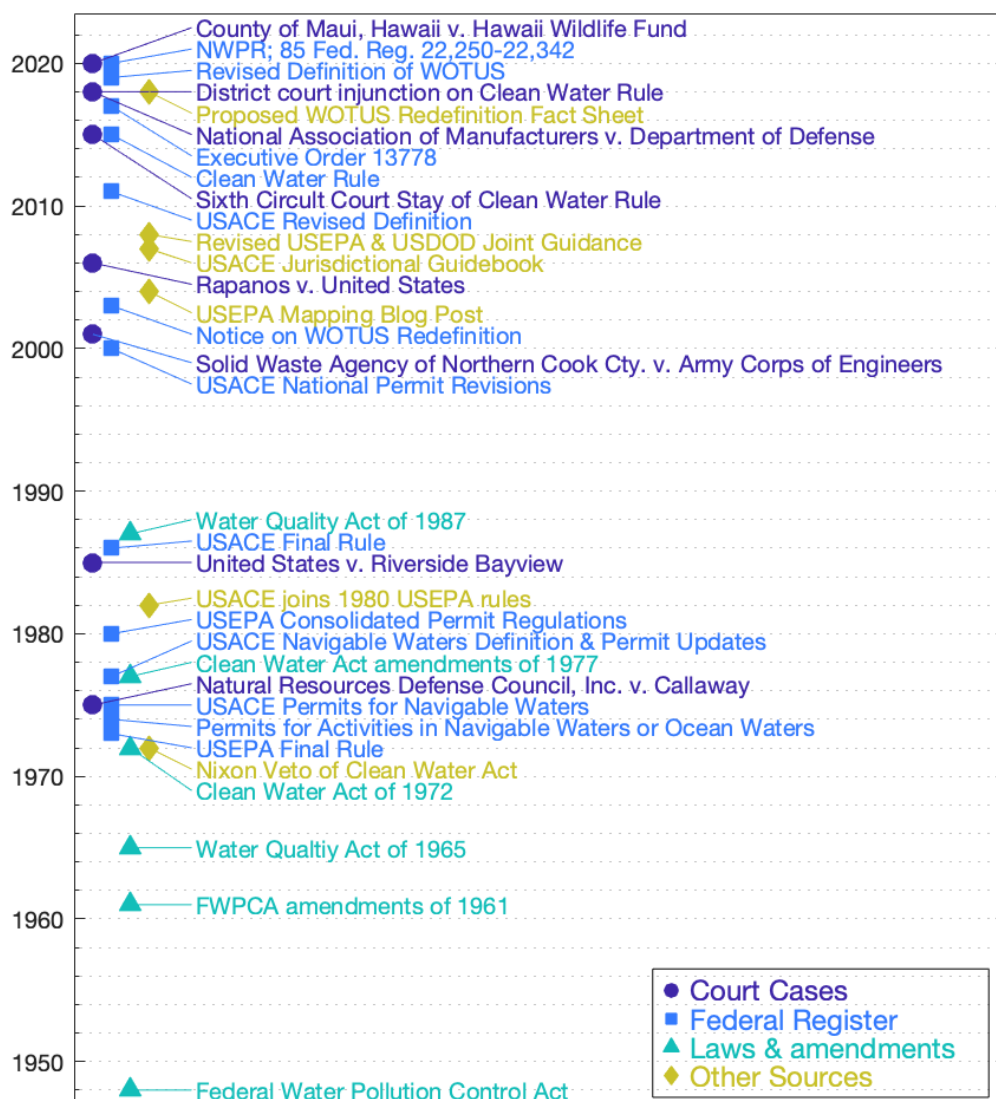 County of Maui, Hawaii v. Hawaii Wildlife Fund
NWPR; 85 Fed. Reg. 22,250-22,342
2020
Revised Definition of WOTUS
District court injunction on Clean Water Rule
Proposed WOTUS Redefinition Fact Sheet
National Association of Manufacturers v. Department of Defense
Executive Order 13778
Clean Water Rule
Sixth Circult Court Stay of Clean Water Rule
2010
USACE Revised Definition
Revised USEPA & USDOD Joint Guidance
USACE Jurisdictional Guidebook
Rapanos v. United States
USEPA Mapping Blog Post
Notice on WOTUS Redefinition
2000
Solid Waste Agency of Northern Cook Cty. v. Army Corps of Engineers
USACE National Permit Revisions
1990
Water Quality Act of 1987
USACE Final Rule
United States v. Riverside Bayview
USACE joins 1980 USEPA rules
USEPA Consolidated Permit Regulations
1980
USACE Navigable Waters Definition & Permit Updates
Clean Water Act amendments of 1977
Natural Resources Defense Council, Inc. v. Callaway
USACE Permits for Navigable Waters
Permits for Activities in Navigable Waters or Ocean Waters
USEPA Final Rule
Nixon Veto of Clean Water Act
1970
Clean Water Act of 1972
Water Qualtiy Act of 1965
FWPCA amendments of 1961
1960
Court Cases
Federal Register
Laws & amendments
Other Sources
1950
Federal Water Pollution Control Act